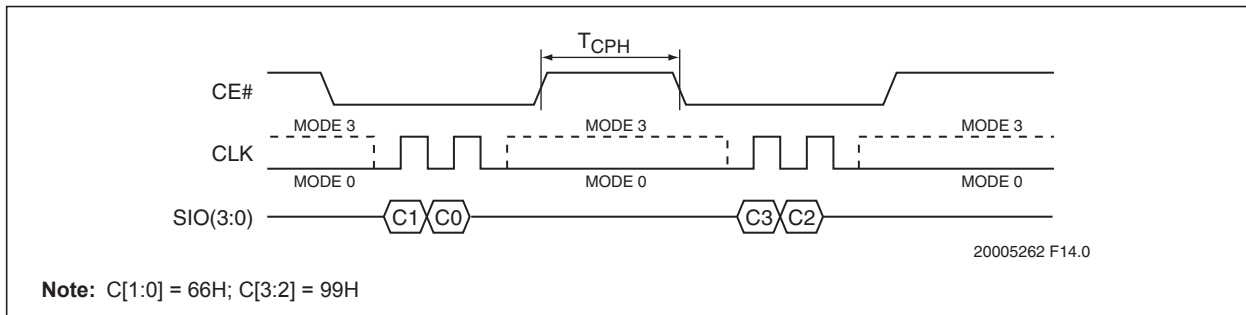 TCPH
CE#
MODE 3 MODE 3 MODE 3
CLK
MODE 0 MODE 0 MODE 0
SIO(3:0) C1 C0 C3 C2
20005262 F14.0
Note: C[1:0] = 66H; C[3:2] = 99H